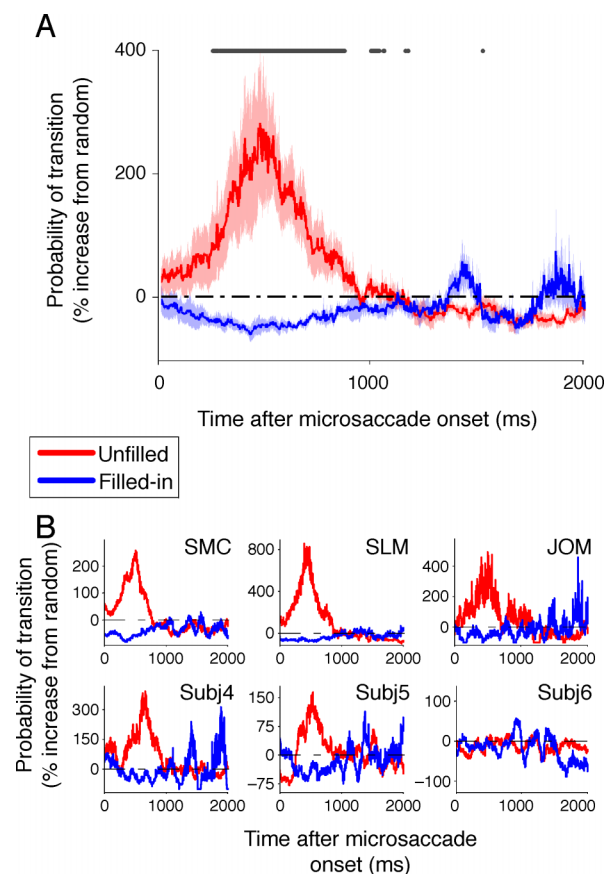 A
Probability of transition
(% increase from random)
400
200
0
0
1000
2000
Time after microsaccade onset (ms)
Unfilled
Filled-in
B
Probability of transition
(% increase from random)
SMC
200
100
0
0
1000
2000
SLM
800
400
0
0
1000
2000
JOM
400
200
0
0
1000
2000
Subj4
300
150
0
0
1000
2000
Subj5
150
75
0
−75
0
1000
2000
Subj6
0
−100
0
1000
2000
Time after microsaccade
onset (ms)